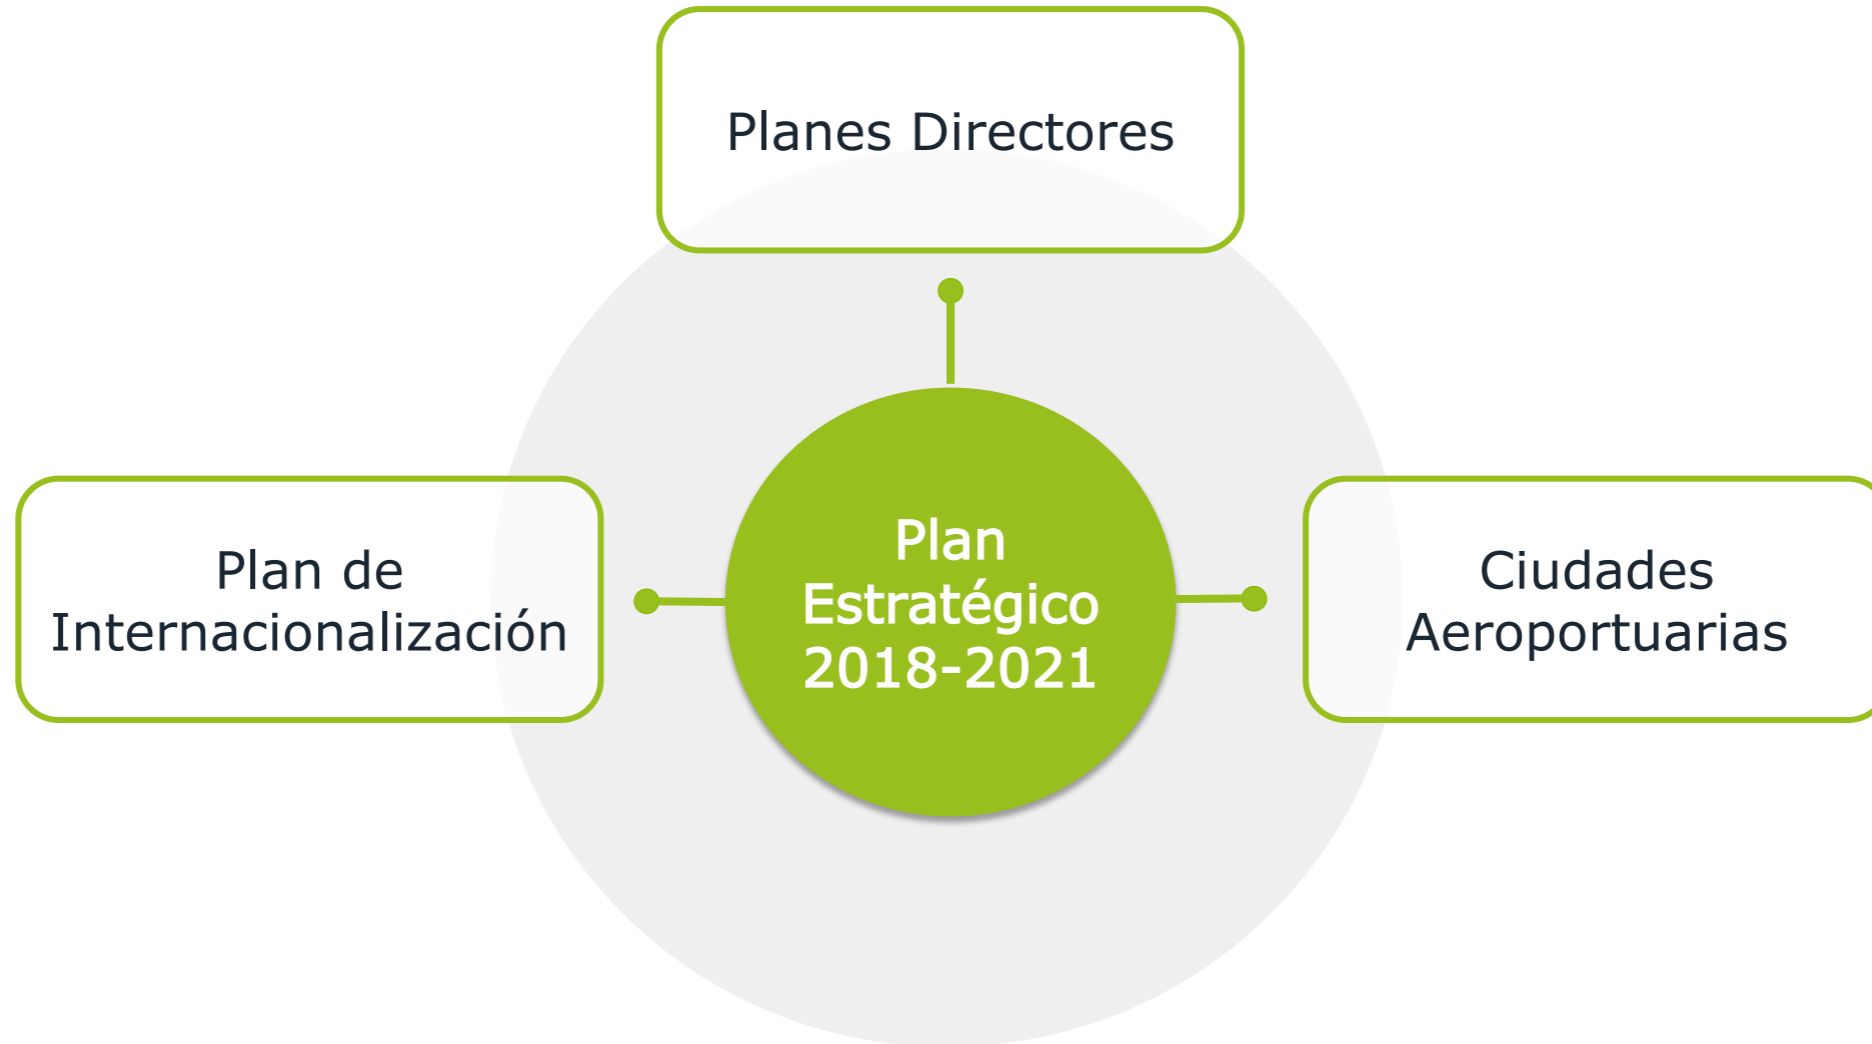 Planes Directores
Plan de
Internacionalización
Plan
Estratégico
2018-2021
Ciudades
Aeroportuarias